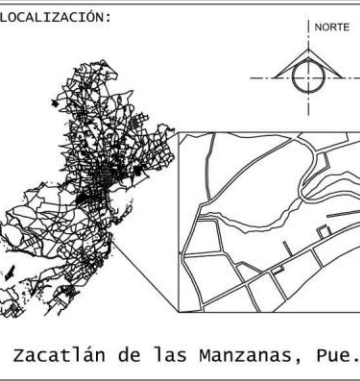 LOCALIZACIÓN:
NORTE
Zacatlán de las Manzanas, Pue.